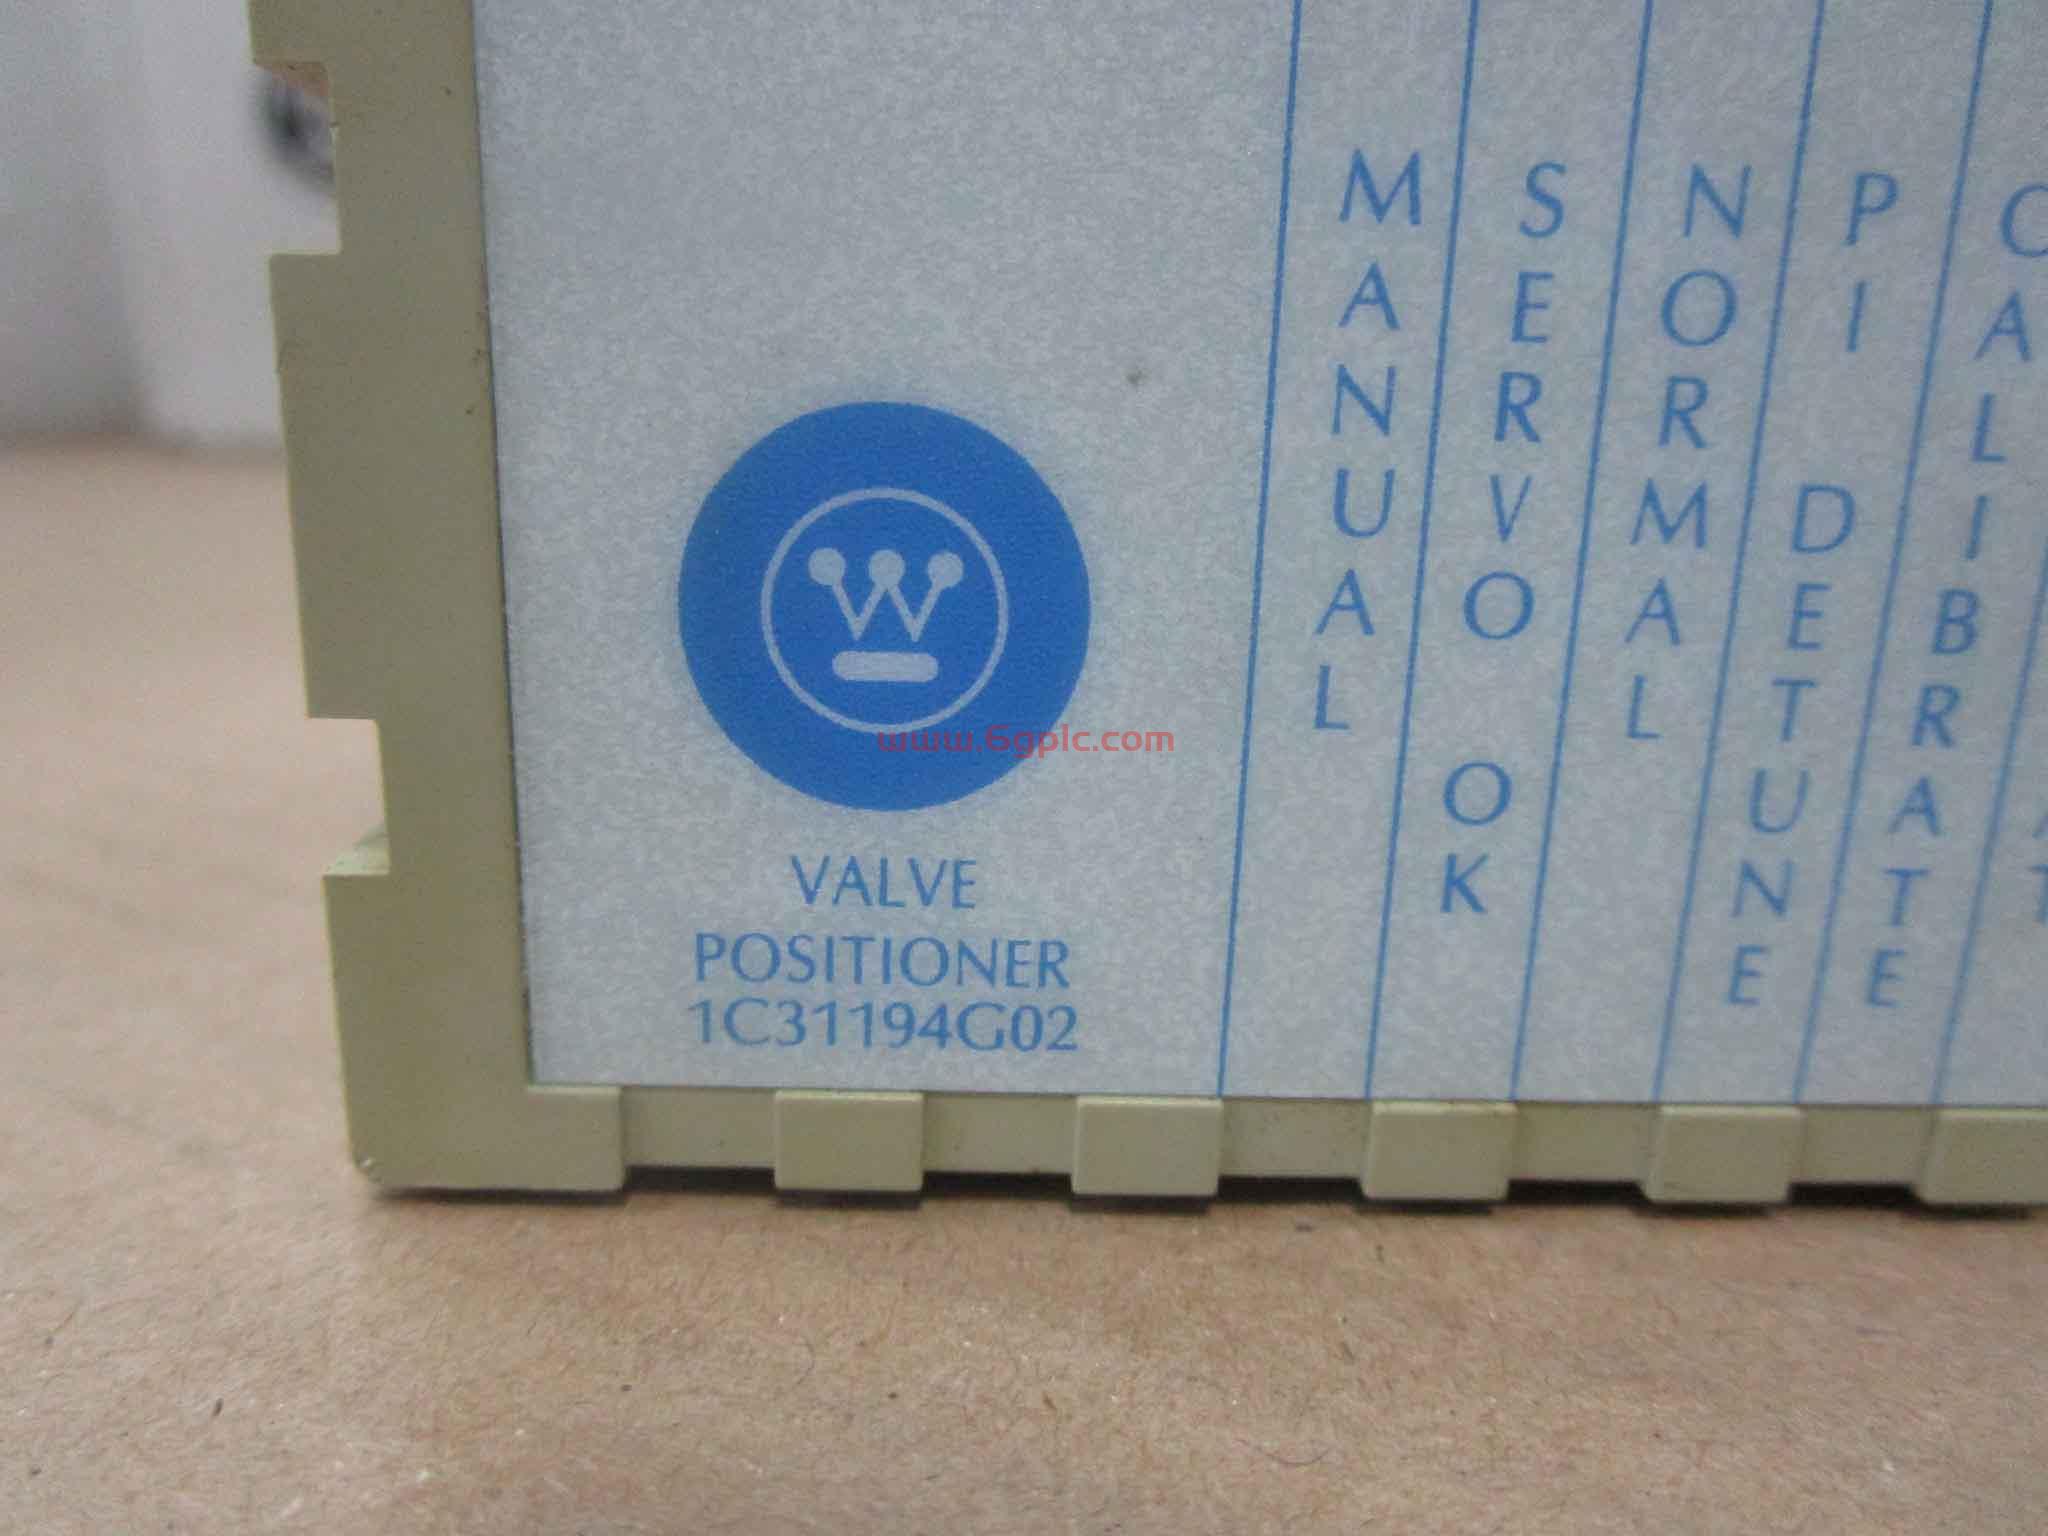 MANUAL
SERVO OK
NORMAL
PI DETUNE
CALIBRATE
W
www.6gplc.com
VALVE
POSITIONER
1C31194G02